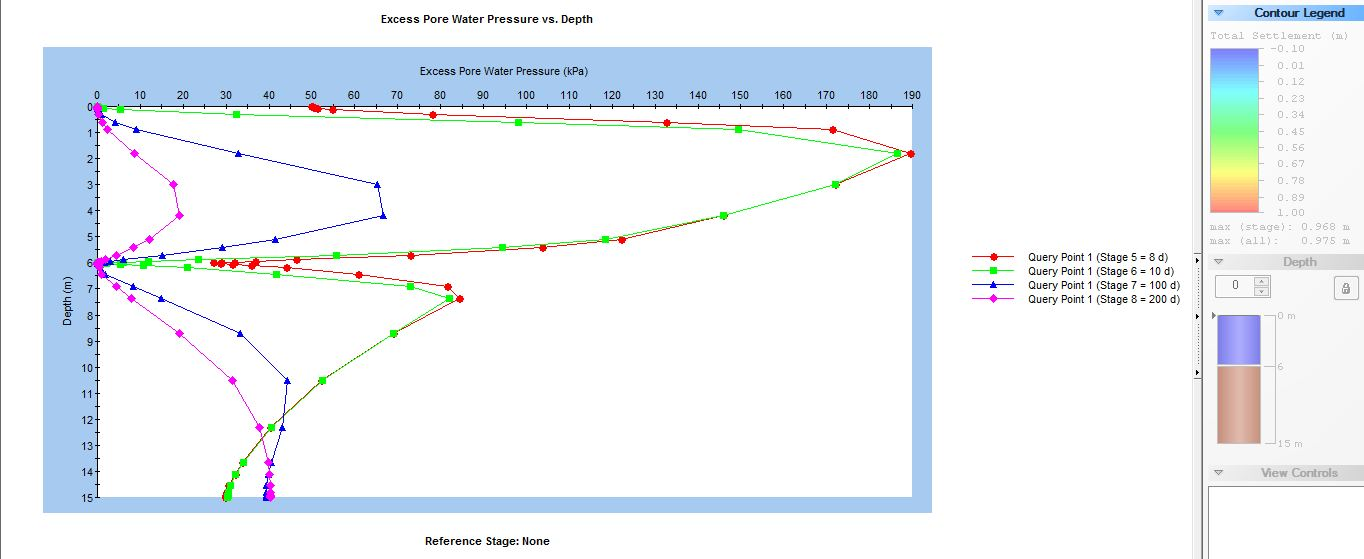 Excess Pore Water Pressure vs. Depth
Excess Pore Water Pressure (kPa)
0 10 20 30 40 50 60 70 80 90 100 110 120 130 140 150 160 170 180 190
Depth (m)
0
1
2
3
4
5
6
7
8
9
10
11
12
13
14
15
Reference Stage: None
Query Point 1 (Stage 5 = 8 d)
Query Point 1 (Stage 6 = 10 d)
Query Point 1 (Stage 7 = 100 d)
Query Point 1 (Stage 8 = 200 d)
Contour Legend
Total Settlement (m)
-0.10
0.01
0.12
0.23
0.34
0.45
0.56
0.67
0.78
0.89
1.00
max (stage): 0.968 m
max (all): 0.975 m
Depth
0
0 m
6
15 m
View Controls